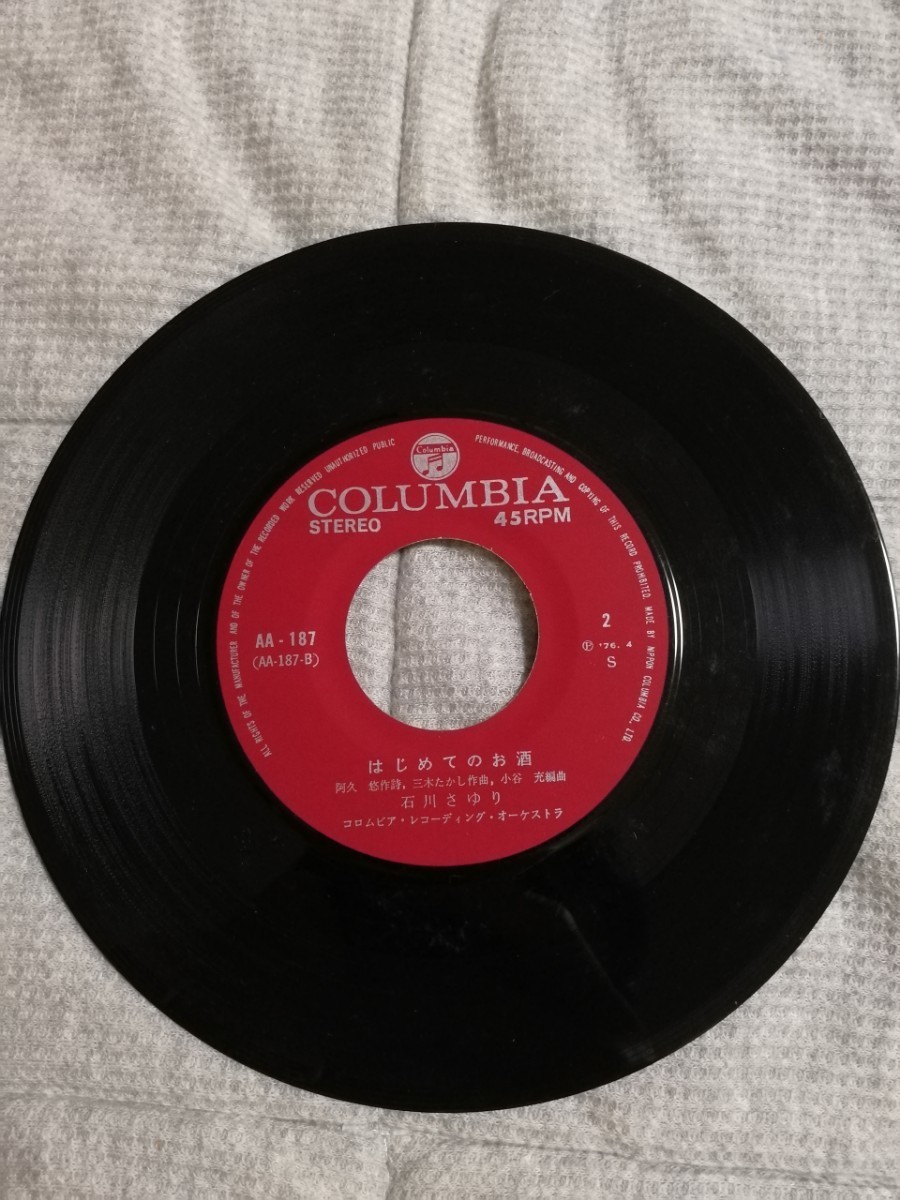 ALL RIGHTS OF THE MANUFACTURER AND OF THE OWNER OF THE RECORDED WORK RESERVED UNAUTHORIZED PUBLIC PERFORMANCE, BROADCASTING AND COPYING OF THIS RECORD PROHIBITED. MADE BY NIPPON COLUMBIA CO., LTD.
Columbia
COLUMBIA
STEREO 45RPM
AA-187 2
(AA-187-B) Ⓟ '76. 4
S
はじめてのお酒
阿久 悠作詩, 三木たかし作曲, 小谷 充編曲
石川さゆり
コロムビア・レコーディング・オーケストラ